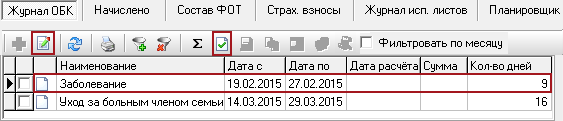 Журнал ОБК Начислено Состав ФОТ Страх. взносы Журнал исп. листов Планировщик
Σ Фильтровать по месяцу
Наименование Дата с Дата по Дата расчёта Сумма Кол-во дней
Заболевание 19.02.2015 27.02.2015 9
Уход за больным членом семьи 14.03.2015 29.03.2015 16